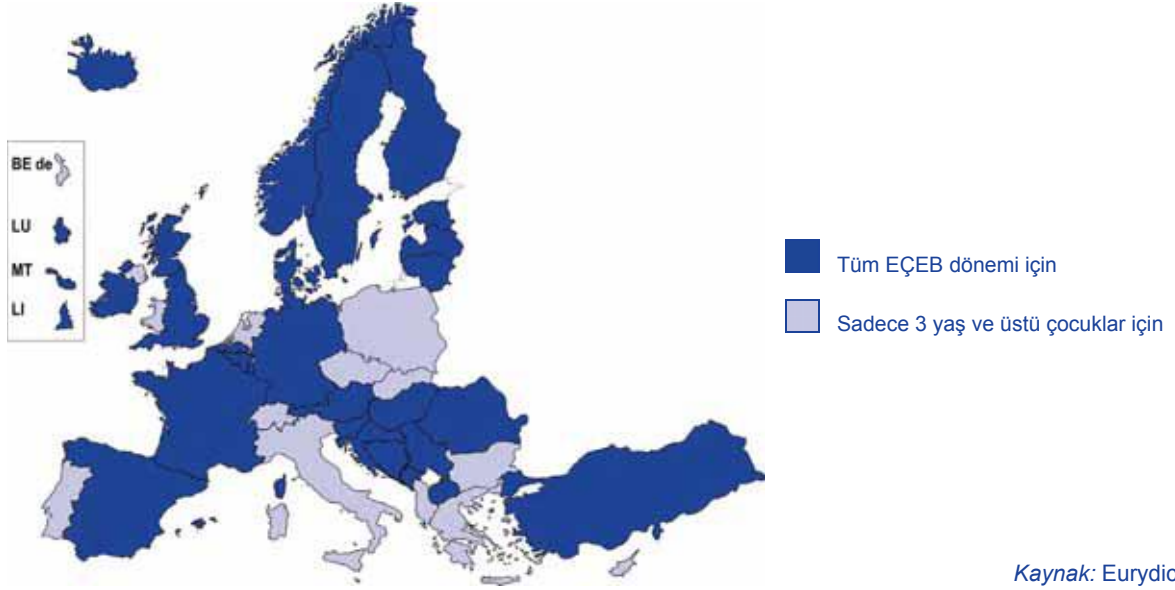 BE de
LU
MT
LI
Tüm EÇEB dönemi için
Sadece 3 yaş ve üstü çocuklar için
Kaynak: Eurydic